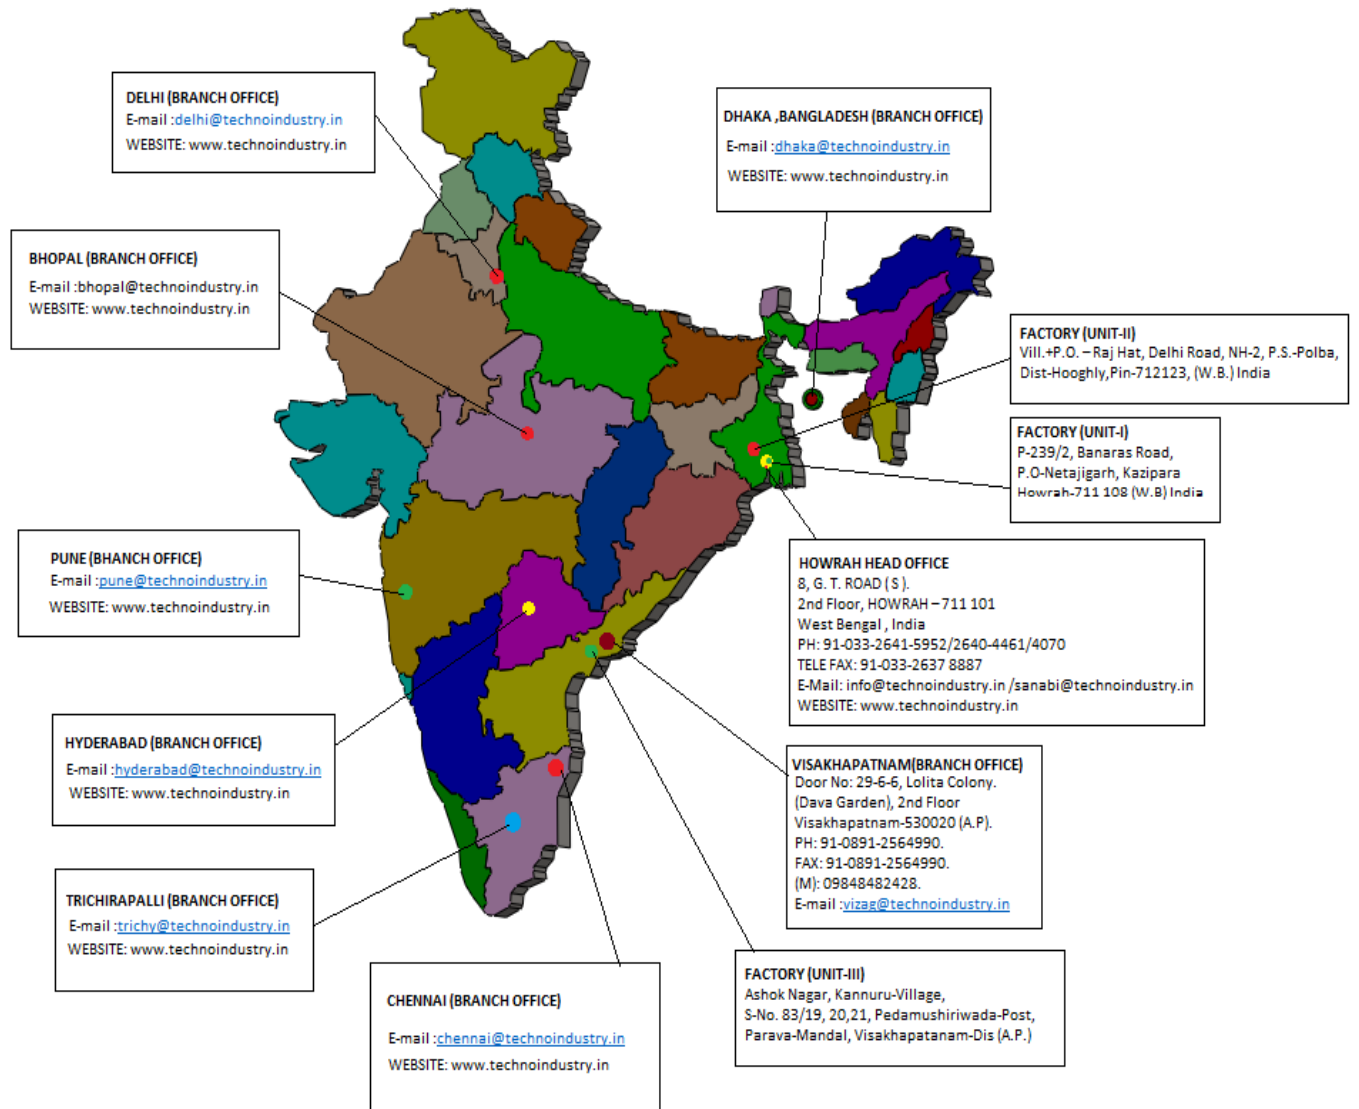 DELHI (BRANCH OFFICE)
E-mail :delhi@technoindustry.in
WEBSITE: www.technoindustry.in
DHAKA ,BANGLADESH (BRANCH OFFICE)
E-mail :dhaka@technoindustry.in
WEBSITE: www.technoindustry.in
BHOPAL (BRANCH OFFICE)
E-mail :bhopal@technoindustry.in
WEBSITE: www.technoindustry.in
FACTORY (UNIT-II)
Vill.+P.O. – Raj Hat, Delhi Road, NH-2, P.S.-Polba,
Dist-Hooghly,Pin-712123, (W.B.) India
FACTORY (UNIT-I)
P-239/2, Banaras Road,
P.O-Netajigarh, Kazipara
Howrah-711 108 (W.B) India
PUNE (BHANCH OFFICE)
E-mail :pune@technoindustry.in
WEBSITE: www.technoindustry.in
HOWRAH HEAD OFFICE
8, G. T. ROAD ( S ).
2nd Floor, HOWRAH – 711 101
West Bengal , India
PH: 91-033-2641-5952/2640-4461/4070
TELE FAX: 91-033-2637 8887
E-Mail: info@technoindustry.in /sanabi@technoindustry.in
WEBSITE: www.technoindustry.in
HYDERABAD (BRANCH OFFICE)
E-mail :hyderabad@technoindustry.in
WEBSITE: www.technoindustry.in
VISAKHAPATNAM(BRANCH OFFICE)
Door No: 29-6-6, Lolita Colony.
(Dava Garden), 2nd Floor
Visakhapatnam-530020 (A.P).
PH: 91-0891-2564990.
FAX: 91-0891-2564990.
(M): 09848482428.
E-mail :vizag@technoindustry.in
TRICHIRAPALLI (BRANCH OFFICE)
E-mail :trichy@technoindustry.in
WEBSITE: www.technoindustry.in
FACTORY (UNIT-III)
Ashok Nagar, Kannuru-Village,
S-No. 83/19, 20,21, Pedamushiriwada-Post,
Parava-Mandal, Visakhapatanam-Dis (A.P.)
CHENNAI (BRANCH OFFICE)
E-mail :chennai@technoindustry.in
WEBSITE: www.technoindustry.in